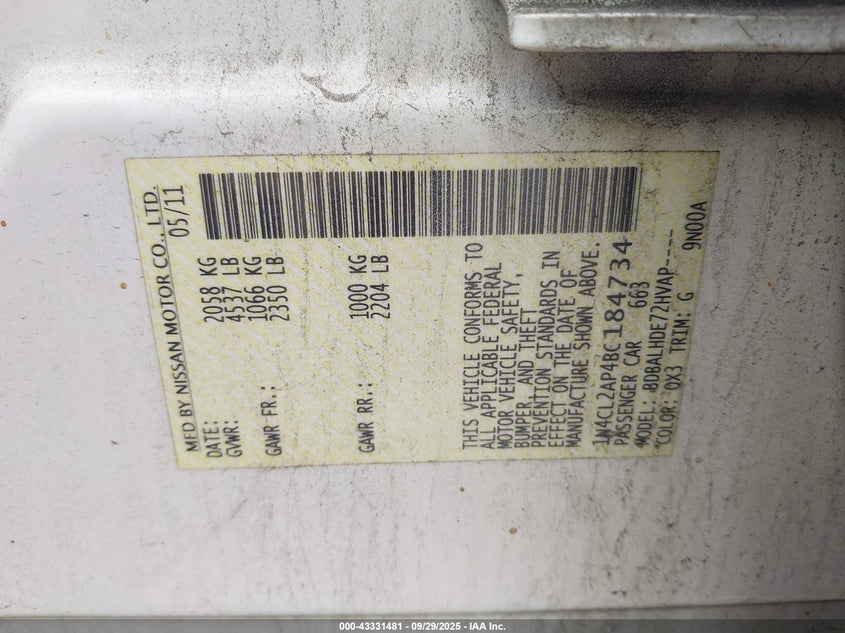 MFD BY NISSAN MOTOR CO., LTD.
DATE: 05/11
GVWR: 2058 KG
4537 LB
GAWR FR.: 1066 KG
2350 LB
GAWR RR.: 1000 KG
2204 LB
THIS VEHICLE CONFORMS TO
ALL APPLICABLE FEDERAL
MOTOR VEHICLE SAFETY,
BUMPER, AND THEFT
PREVENTION STANDARDS IN
EFFECT ON THE DATE OF
MANUFACTURE SHOWN ABOVE.
1N4CL2AP4BC184734
PASSENGER CAR 663
MODEL: 8DBALHDE72HVAP-----
COLOR: QX3 TRIM: G 9N00A
000-43331481 - 09/29/2025 - IAA Inc.